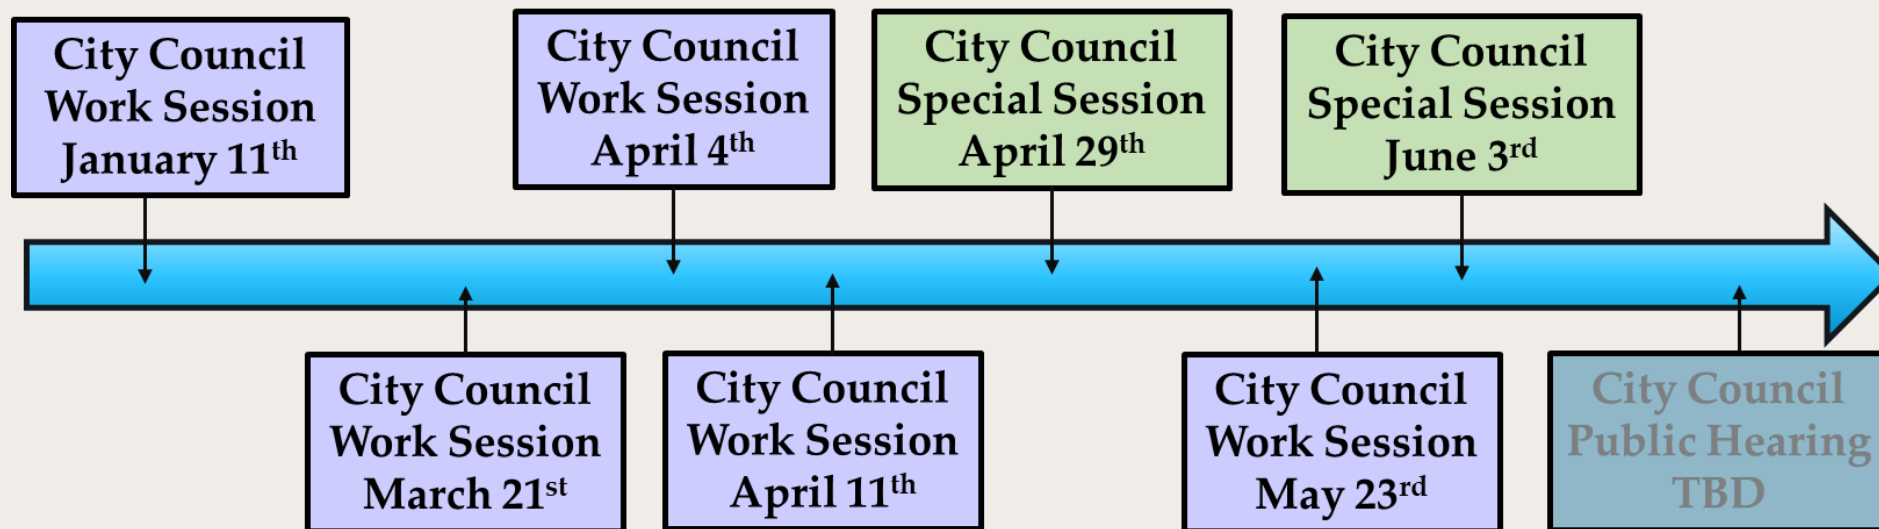 City Council
Work Session
January 11th
City Council
Work Session
April 4th
City Council
Special Session
April 29th
City Council
Special Session
June 3rd
City Council
Work Session
March 21st
City Council
Work Session
April 11th
City Council
Work Session
May 23rd
City Council
Public Hearing
TBD